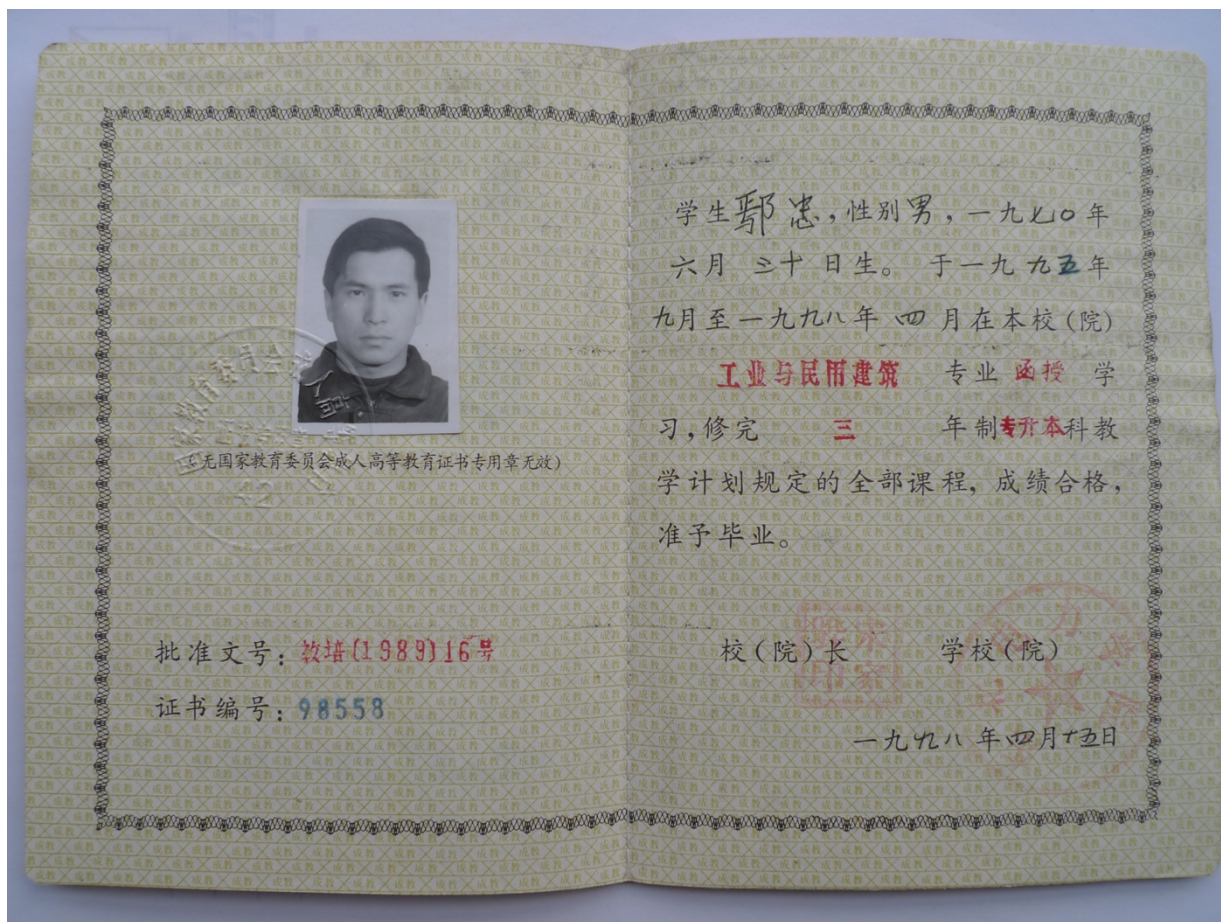 (无国家教育委员会成人高等教育证书专用章无效)
批准文号：教培(1989)16号
证书编号：98558
学生鄢忠，性别男，一九七〇年
六月三十日生。于一九九五年
九月至一九九八年四月在本校(院)
工业与民用建筑 专业 函授 学
习，修完 三 年制专升本科教
学计划规定的全部课程，成绩合格，
准予毕业。
校(院)长 学校(院)
一九九八年四月十五日